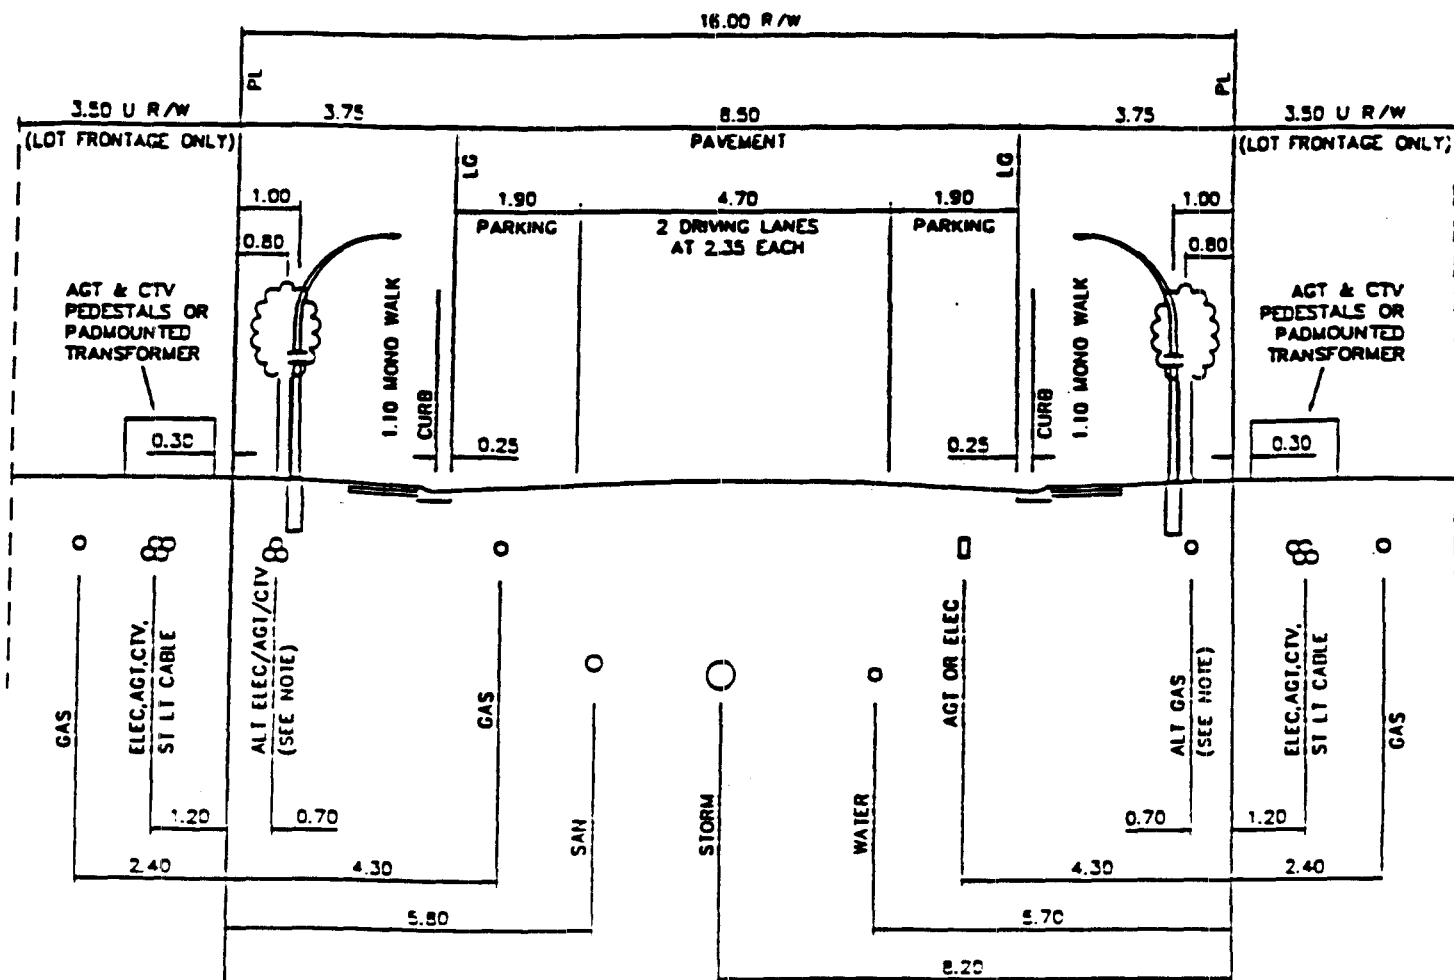 16.00 R/W
PL
PL
3.50 U R/W
3.75
8.50
3.75
3.50 U R/W
(LOT FRONTAGE ONLY)
PAVEMENT
(LOT FRONTAGE ONLY)
LG
LG
1.00
1.90
4.70
1.90
1.00
PARKING
2 DRIVING LANES
AT 2.35 EACH
PARKING
0.80
0.80
AGT & CTV
PEDESTALS OR
PADMOUNTED
TRANSFORMER
AGT & CTV
PEDESTALS OR
PADMOUNTED
TRANSFORMER
1.10 MONO WALK
CURB
CURB
1.10 MONO WALK
0.30
0.25
0.25
0.30
GAS
ELEC,AGT,CTV,
ST LT CABLE
ALT ELEC/AGT/CTV
(SEE NOTE)
GAS
SAN
STORM
WATER
AGT OR ELEC
ALT GAS
(SEE NOTE)
ELEC,AGT,CTV,
ST LT CABLE
GAS
1.20
0.70
0.70
1.20
2.40
4.30
4.30
2.40
5.80
5.70
8.20